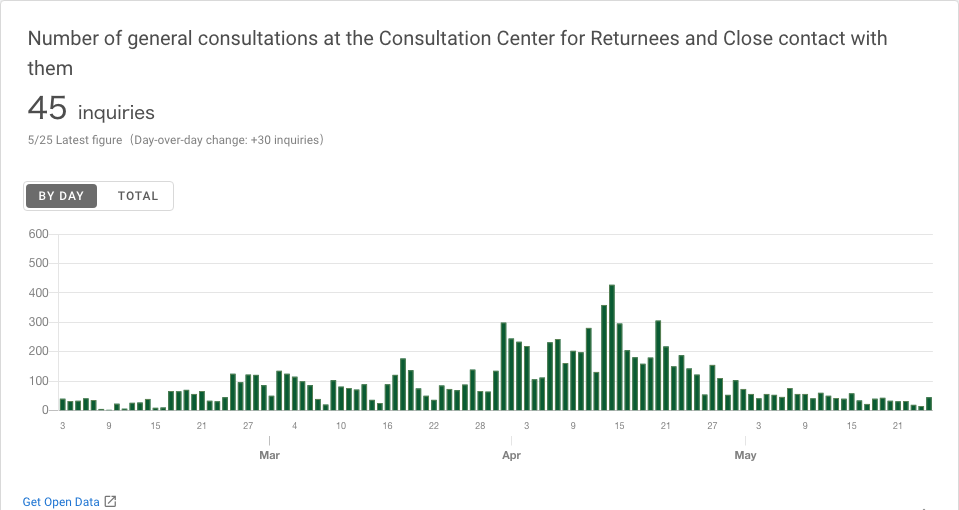 Number of general consultations at the Consultation Center for Returnees and Close contact with
them
45 inquiries
5/25 Latest figure（Day-over-day change: +30 inquiries）
BY DAY TOTAL
600
500
400
300
200
100
0
3 9 15 21 27 4 10 16 22 28 3 9 15 21 27 3 9 15 21
Mar Apr May
Get Open Data